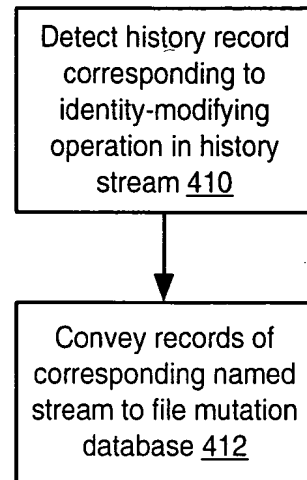 Detect history record
corresponding to
identity-modifying
operation in history
stream 410
Convey records of
corresponding named
stream to file mutation
database 412